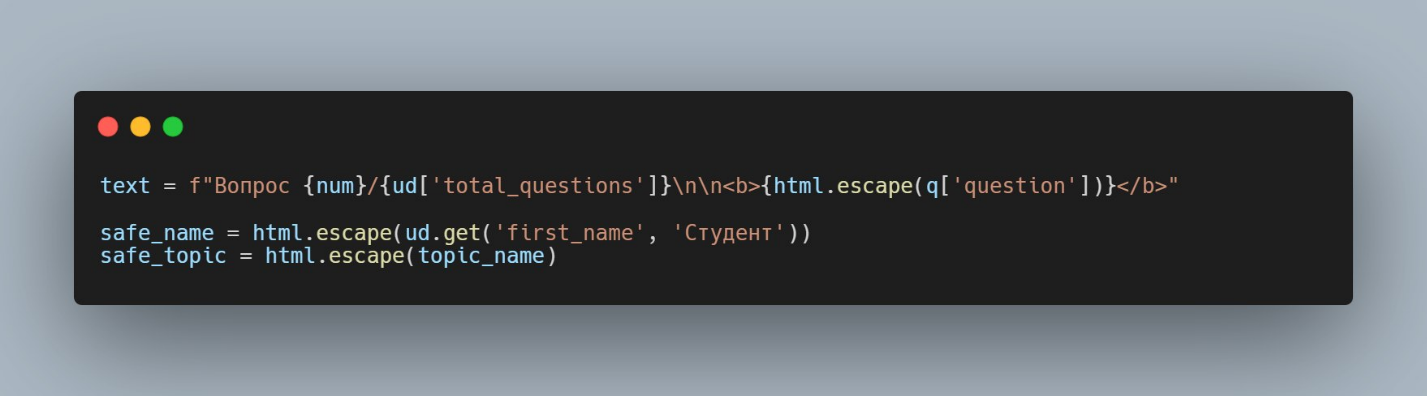 text = f"Вопрос {num}/{ud['total_questions']}\n\n<b>{html.escape(q['question'])}</b>"
safe_name = html.escape(ud.get('first_name', 'Студент'))
safe_topic = html.escape(topic_name)